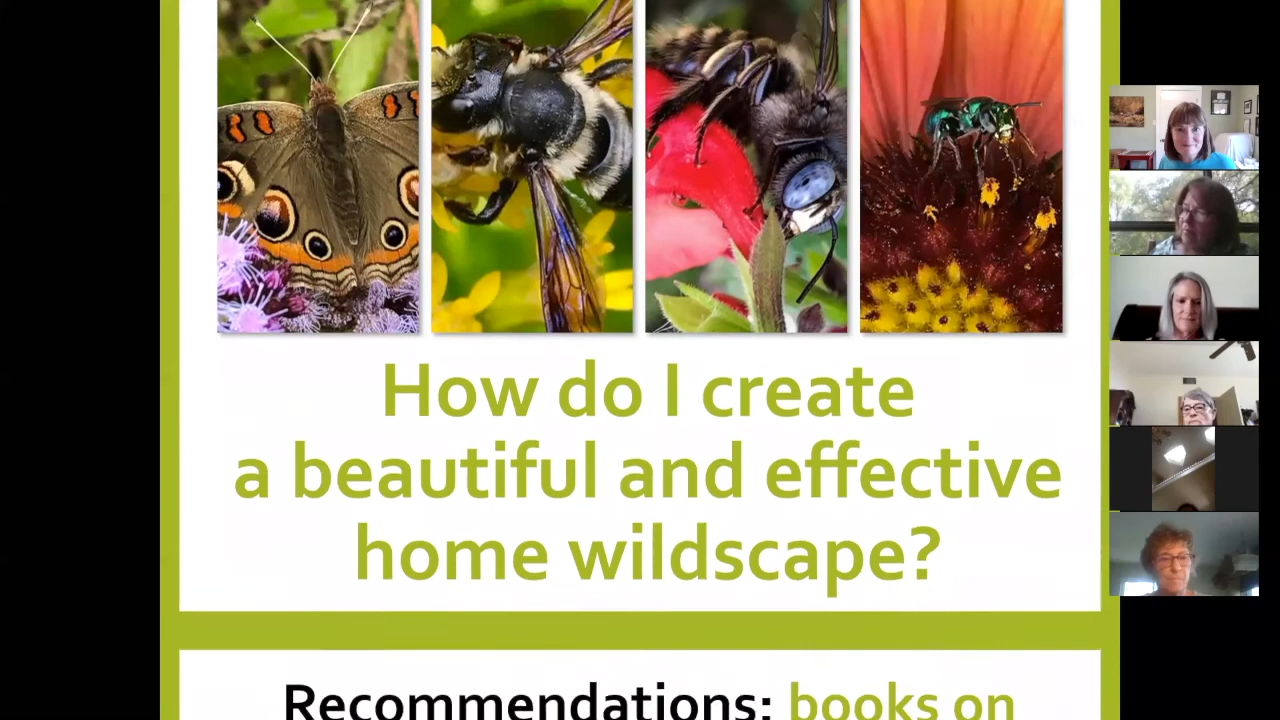 How do I create
a beautiful and effective
home wildscape?
Recommendations: books on